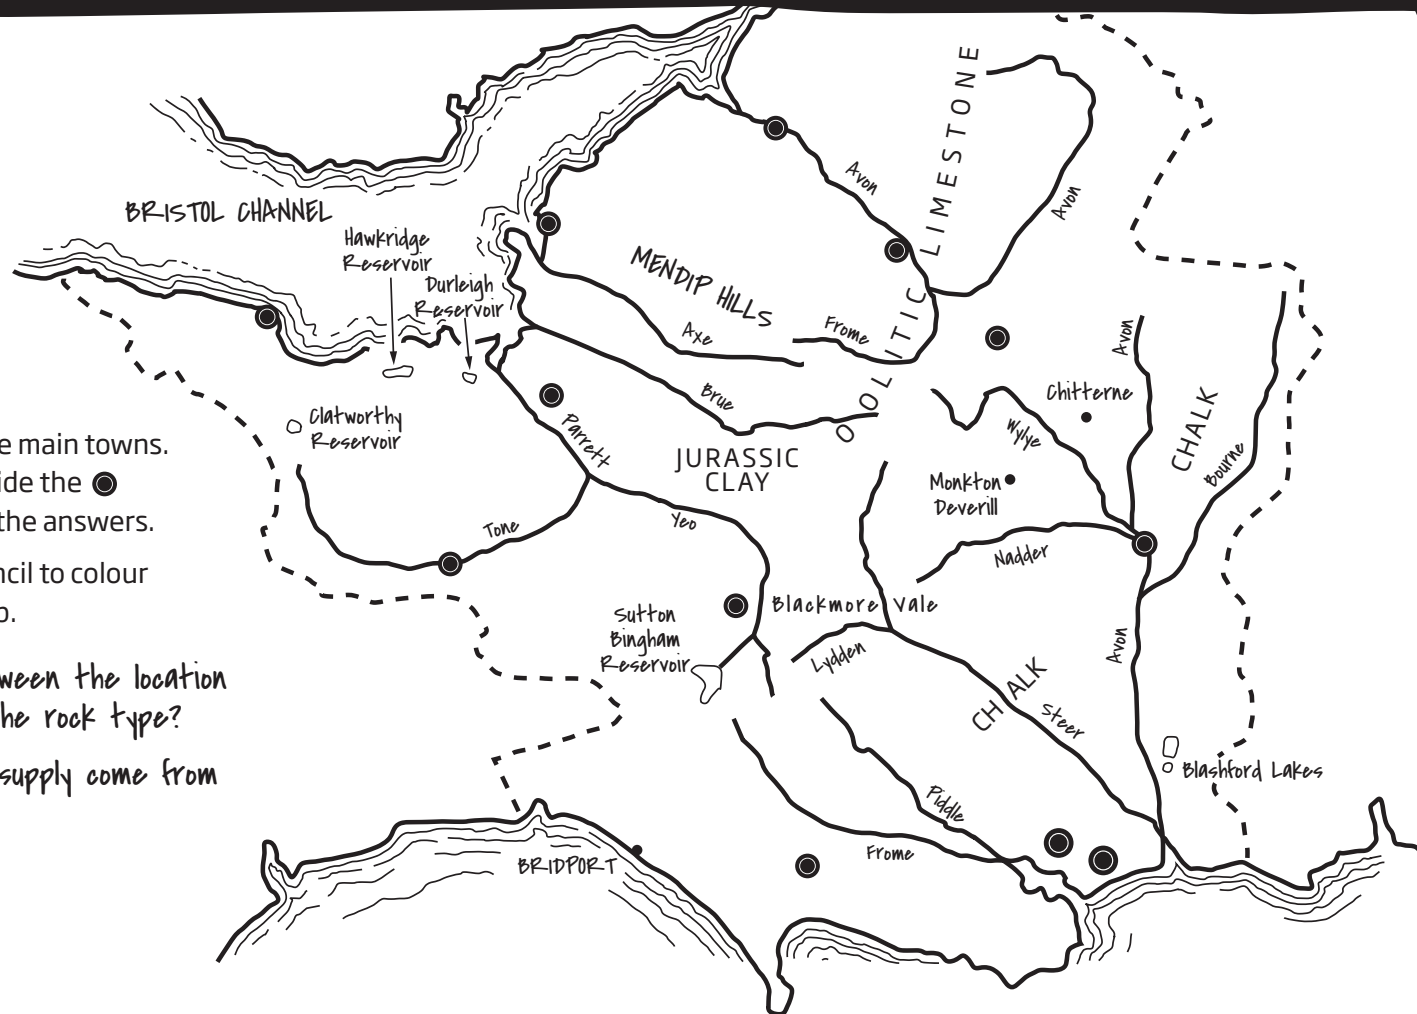 BRISTOL CHANNEL
Hawkridge
Reservoir
Durleigh
Reservoir
Clatworthy
Reservoir
MENDIP HILLS
Avon
Avon
OOLITIC LIMESTONE
Axe
Frome
Brue
Parrett
JURASSIC
CLAY
Tone
Yeo
Avon
Chitterne
Wylye
CHALK
Bourne
Monkton
Deverill
Nadder
Blackmore Vale
Sutton
Bingham
Reservoir
Lydden
CHALK
Steer
Avon
Blashford Lakes
Piddle
Frome
BRIDPORT
e main towns.
ide the
the answers.
ncil to colour
p.
ween the location
he rock type?
supply come from